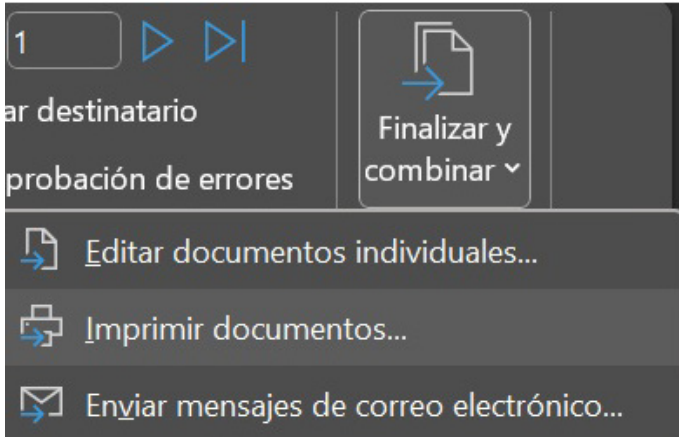 1
ar destinatario
probación de errores
Finalizar y
combinar
Editar documentos individuales...
Imprimir documentos...
Enviar mensajes de correo electrónico...